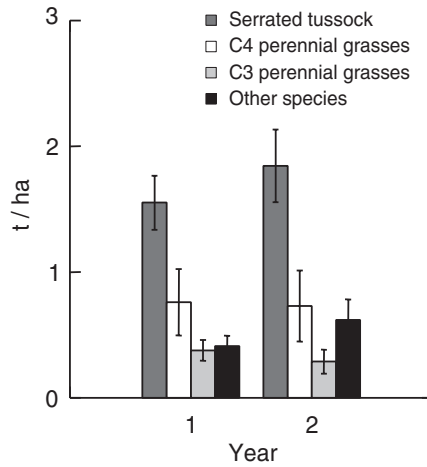 3
Serrated tussock
C4 perennial grasses
C3 perennial grasses
Other species
2
t / ha
1
0
1 2
Year